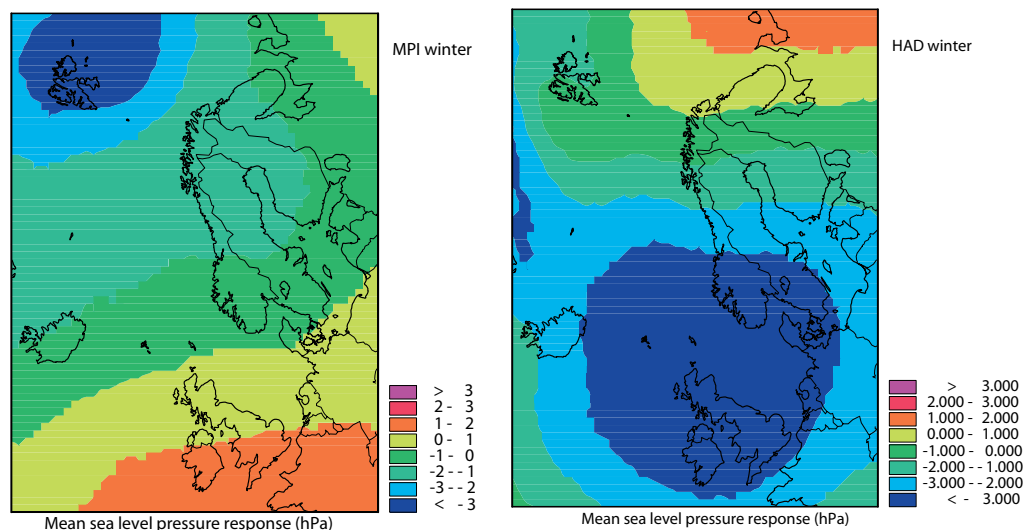 MPI winter
> 3
2 - 3
1 - 2
0 - 1
-1 - 0
-2 - -1
-3 - -2
< - 3
Mean sea level pressure response (hPa)
HAD winter
> 3.000
2.000 - 3.000
1.000 - 2.000
0.000 - 1.000
-1.000 - 0.000
-2.000 - -1.000
-3.000 - -2.000
< - 3.000
Mean sea level pressure response (hPa)